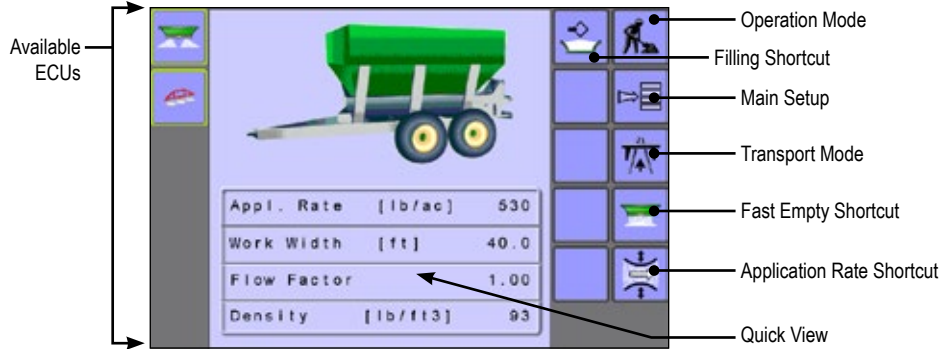 Available
ECUs
Operation Mode
Filling Shortcut
Main Setup
Transport Mode
Fast Empty Shortcut
Application Rate Shortcut
Quick View
Appl. Rate [lb/ac] 530
Work Width [ft] 40.0
Flow Factor 1.00
Density [lb/ft3] 93